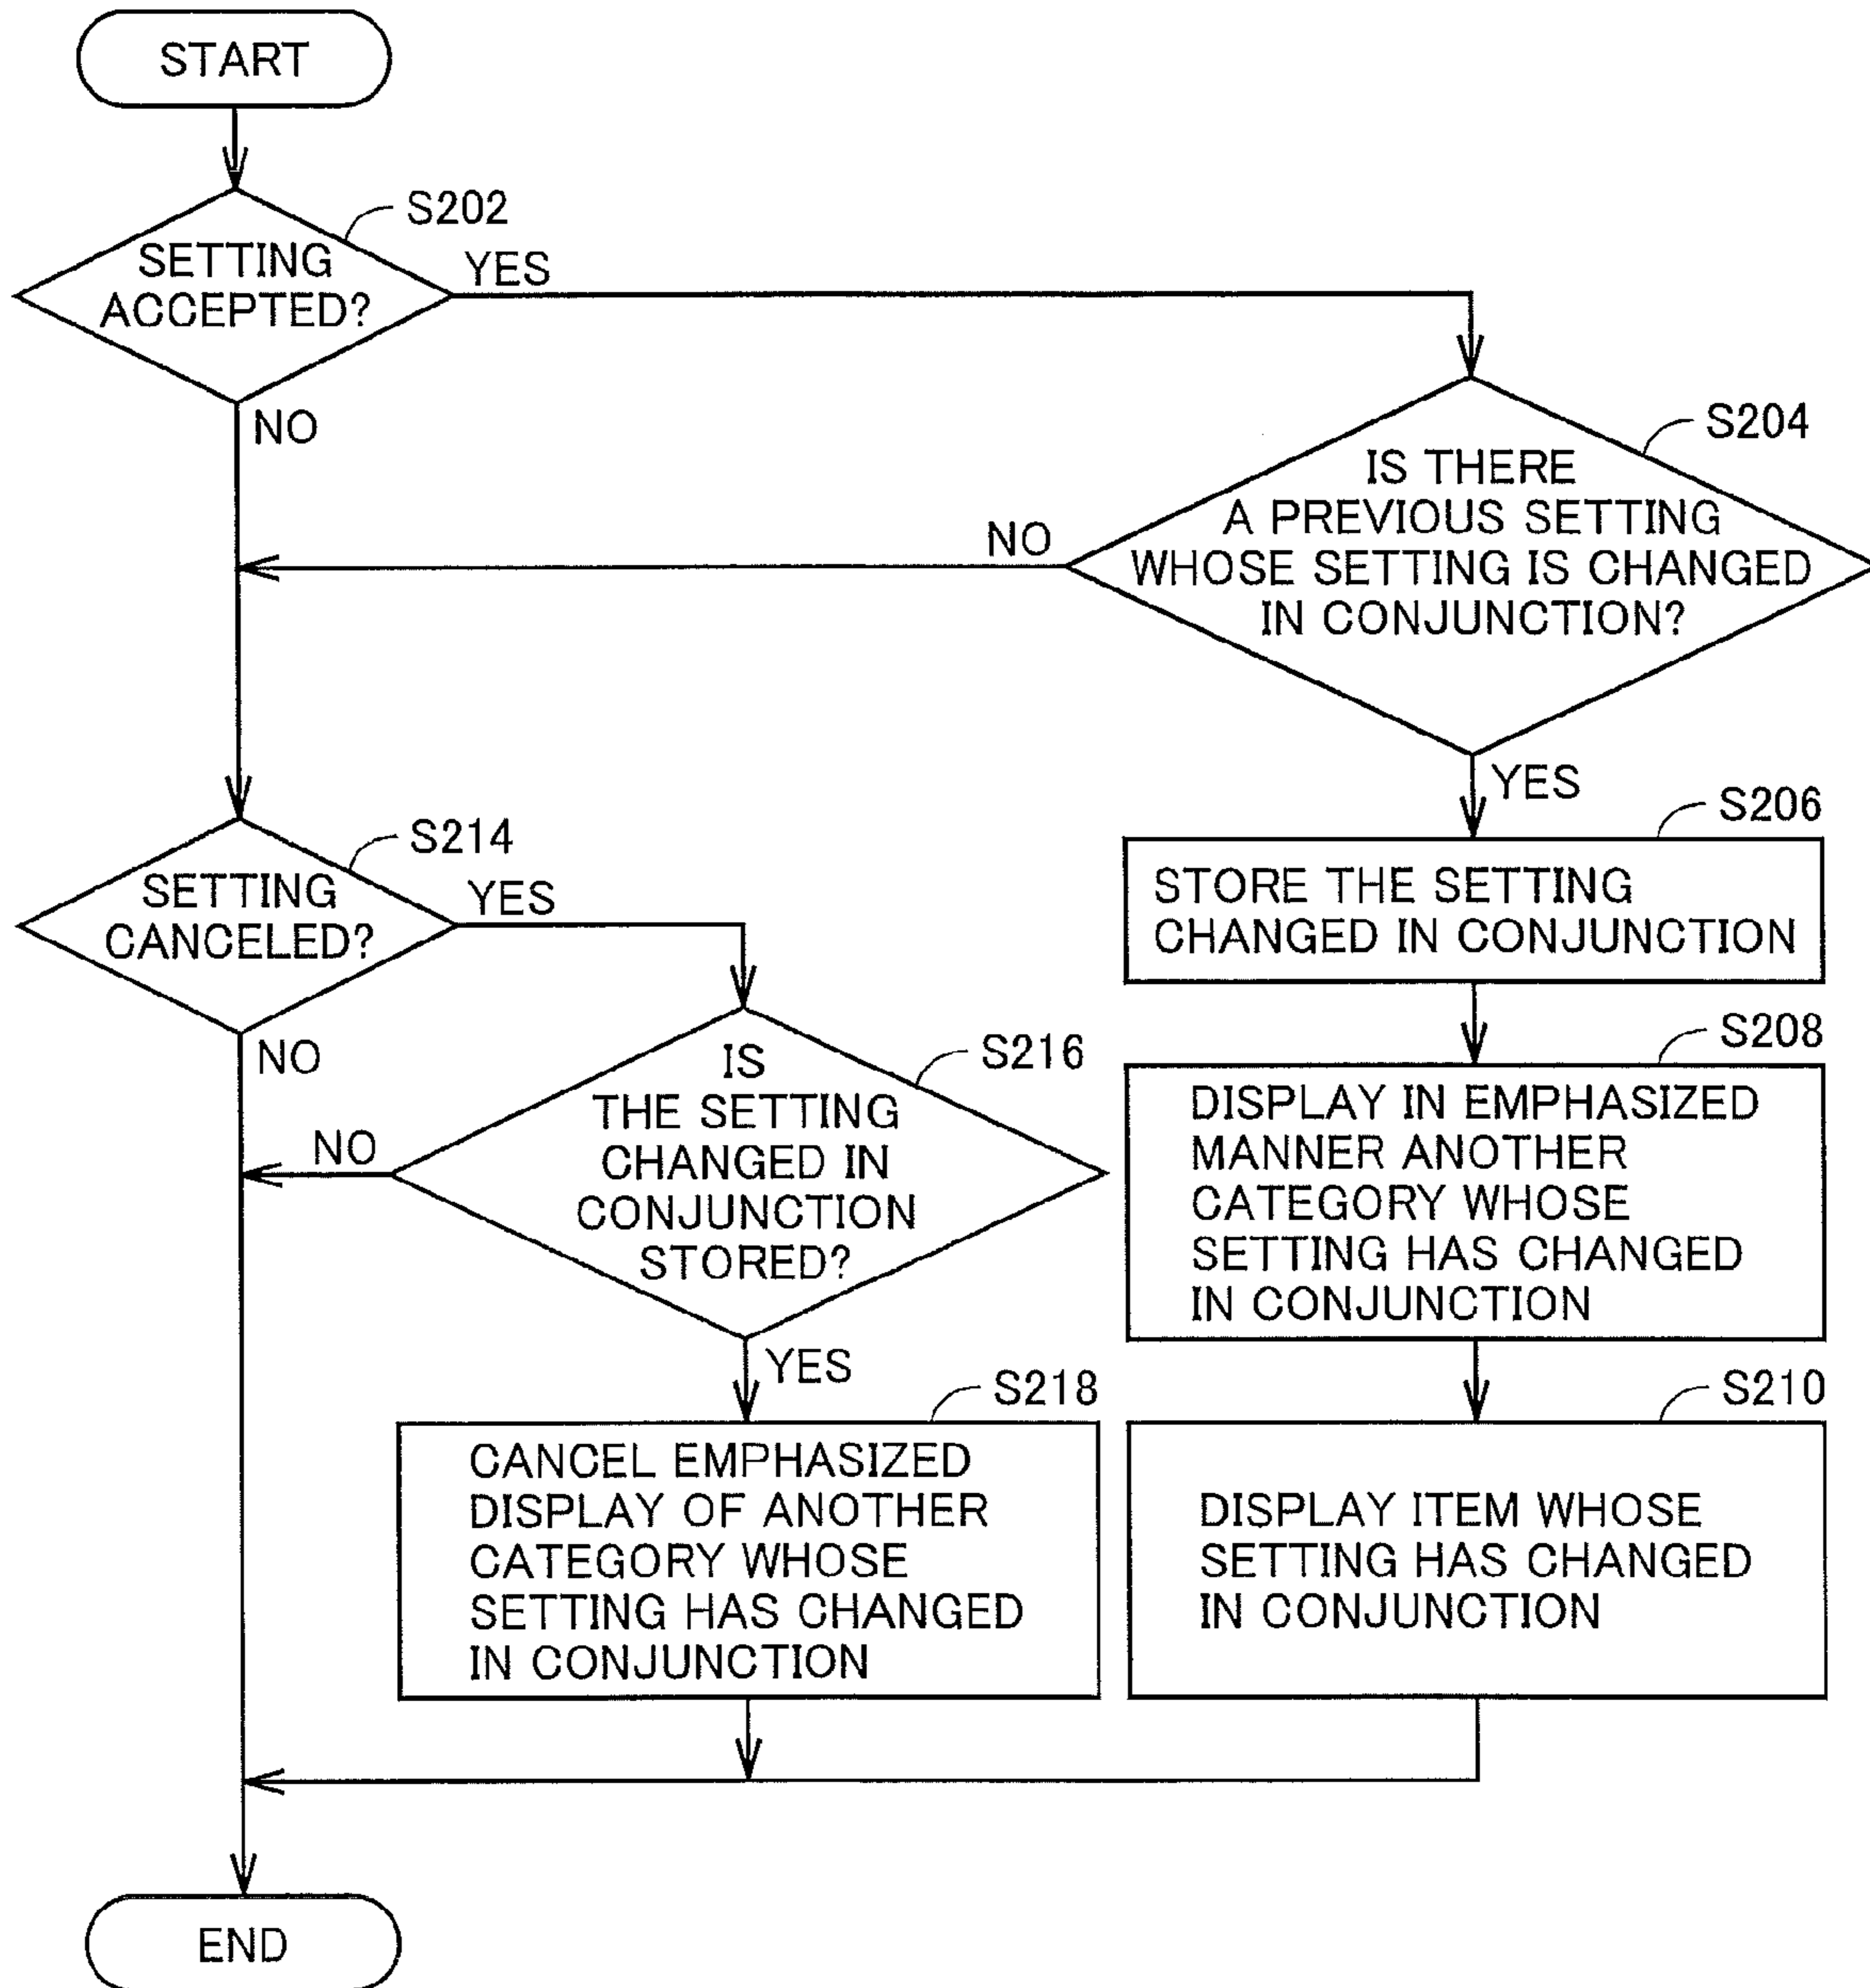 START
S202
SETTING
ACCEPTED?
YES
NO
S204
IS THERE
A PREVIOUS SETTING
WHOSE SETTING IS CHANGED
IN CONJUNCTION?
NO
YES
S206
STORE THE SETTING
CHANGED IN CONJUNCTION
S214
SETTING
CANCELED?
YES
NO
S208
DISPLAY IN EMPHASIZED
MANNER ANOTHER
CATEGORY WHOSE
SETTING HAS CHANGED
IN CONJUNCTION
S216
IS
THE SETTING
CHANGED IN
CONJUNCTION
STORED?
NO
YES
S218
CANCEL EMPHASIZED
DISPLAY OF ANOTHER
CATEGORY WHOSE
SETTING HAS CHANGED
IN CONJUNCTION
S210
DISPLAY ITEM WHOSE
SETTING HAS CHANGED
IN CONJUNCTION
END